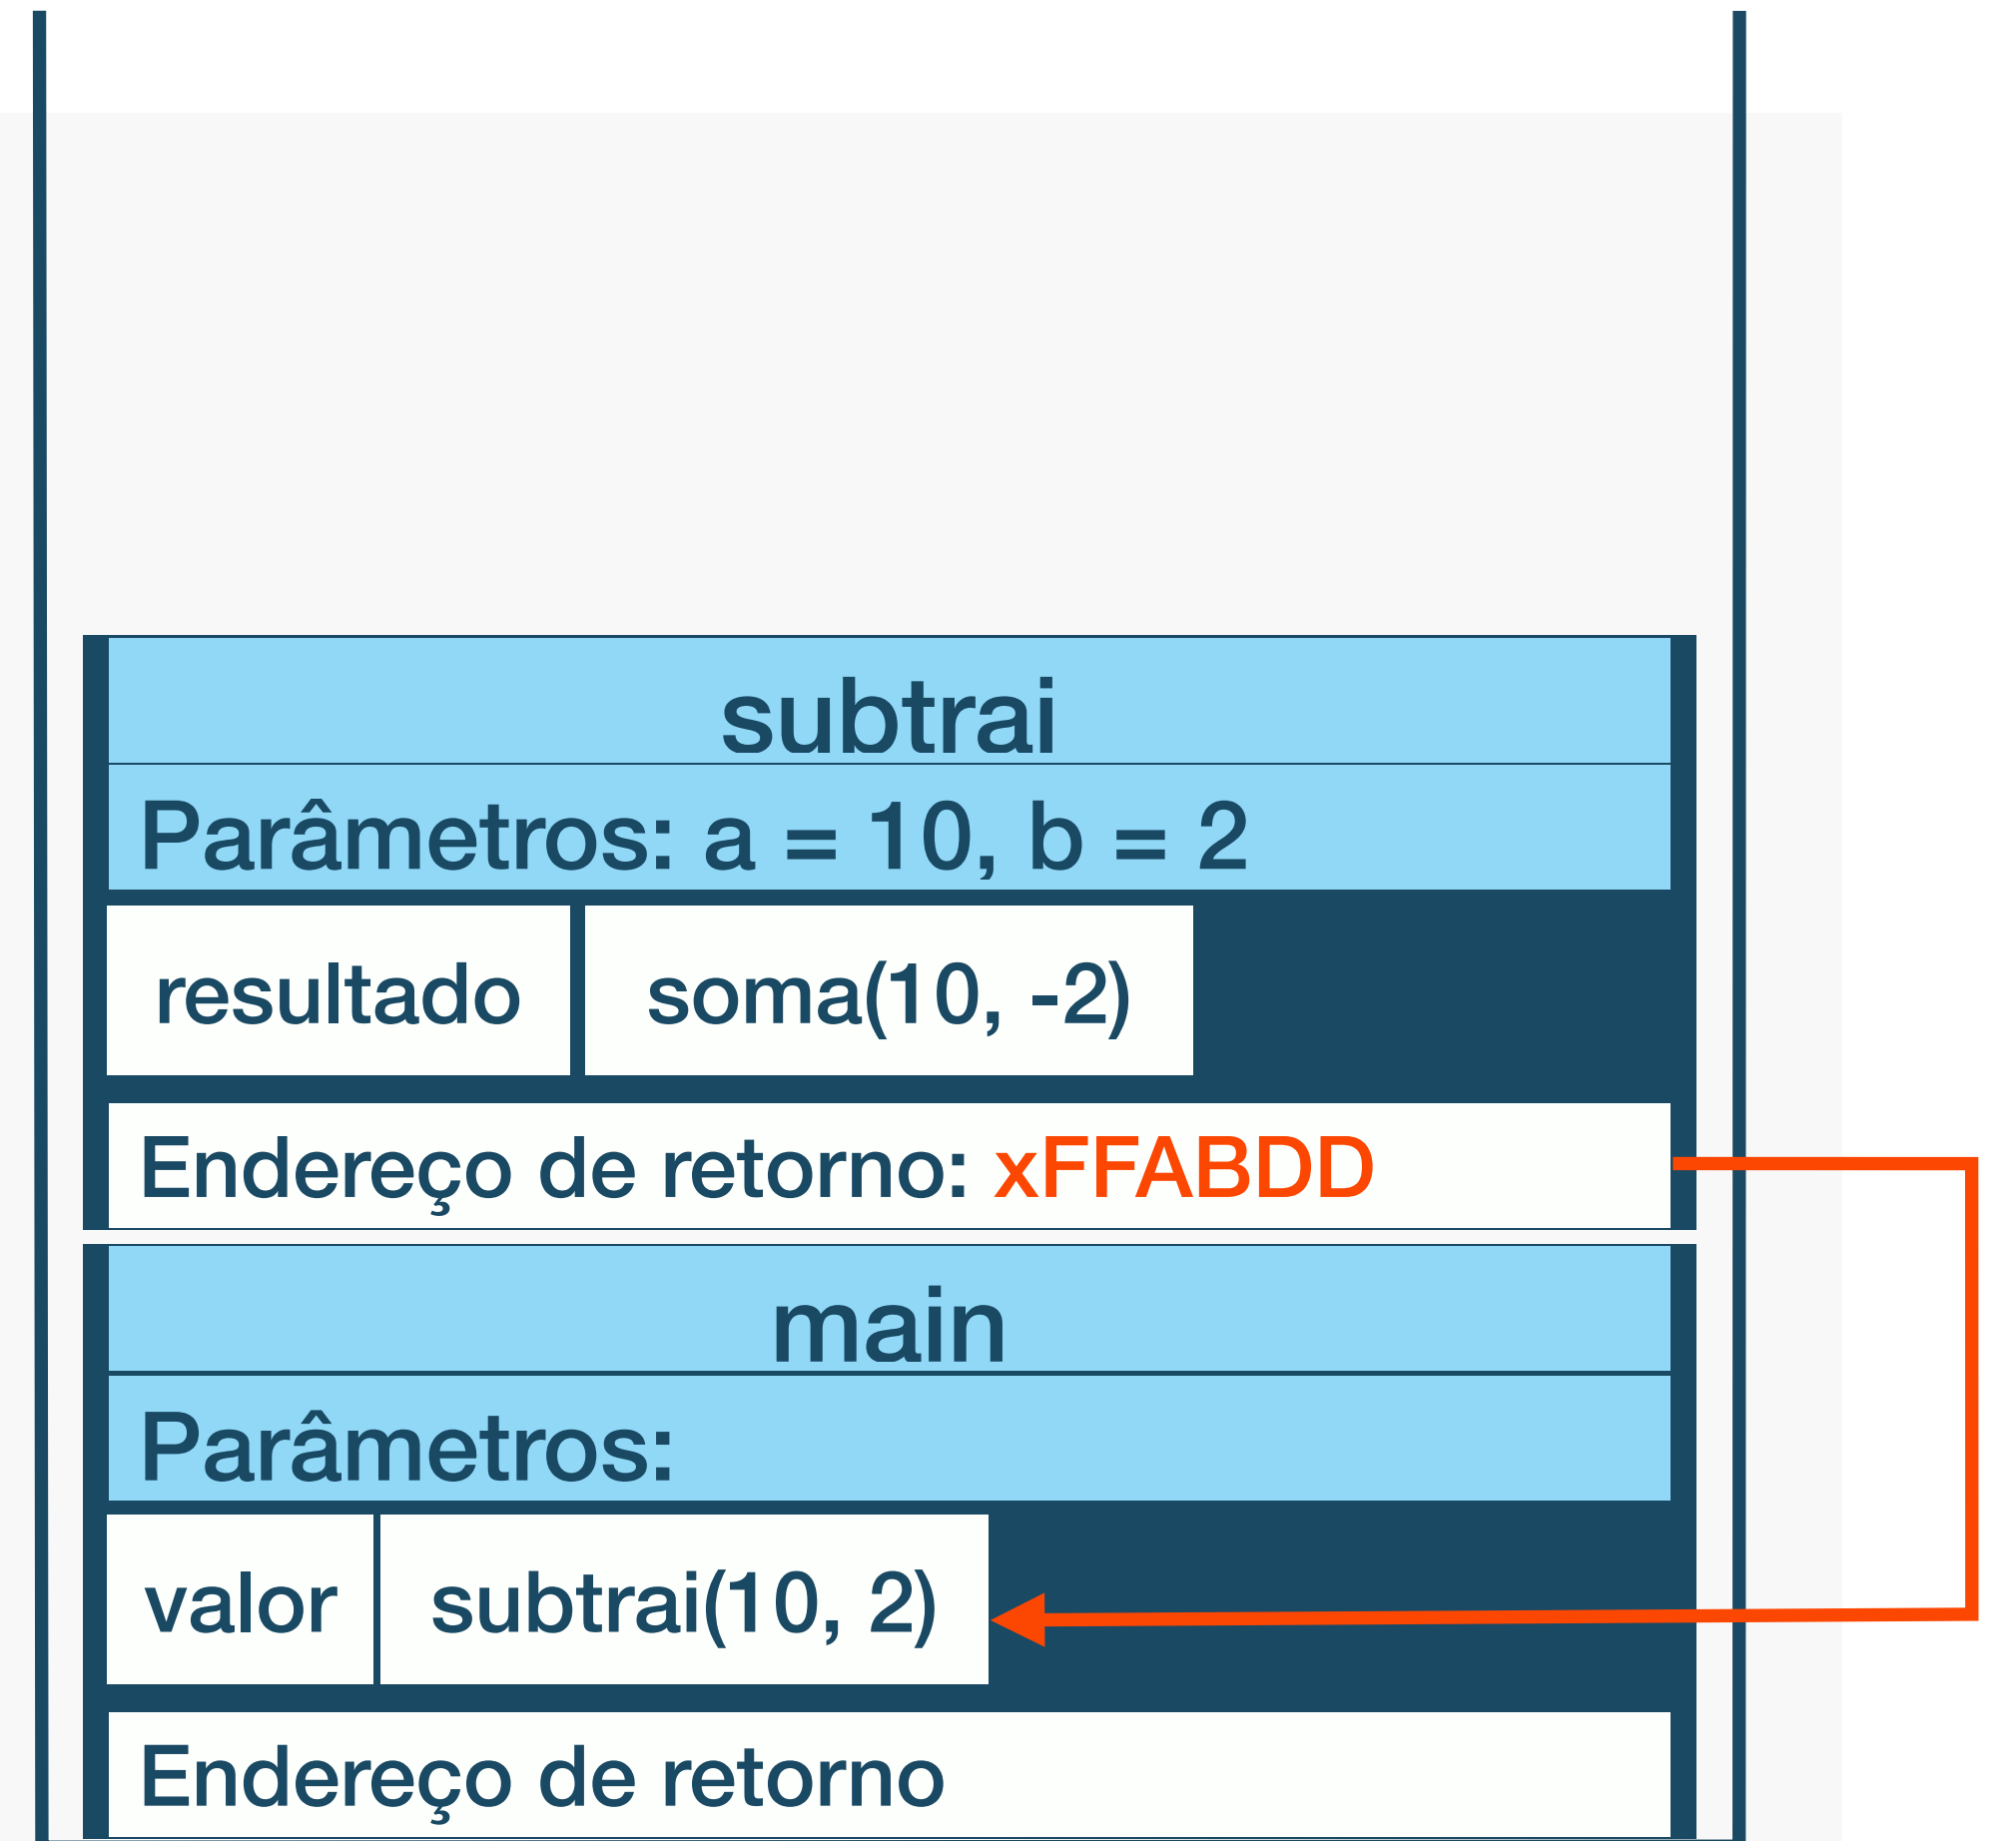 subtrai
Parâmetros: a = 10, b = 2
resultado soma(10, -2)
Endereço de retorno: xFFABDD
main
Parâmetros:
valor subtrai(10, 2)
Endereço de retorno